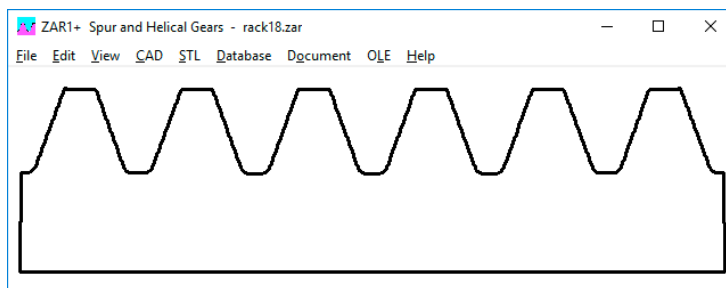 ZAR1+ Spur and Helical Gears - rack18.zar
File Edit View CAD STL Database Document OLE Help